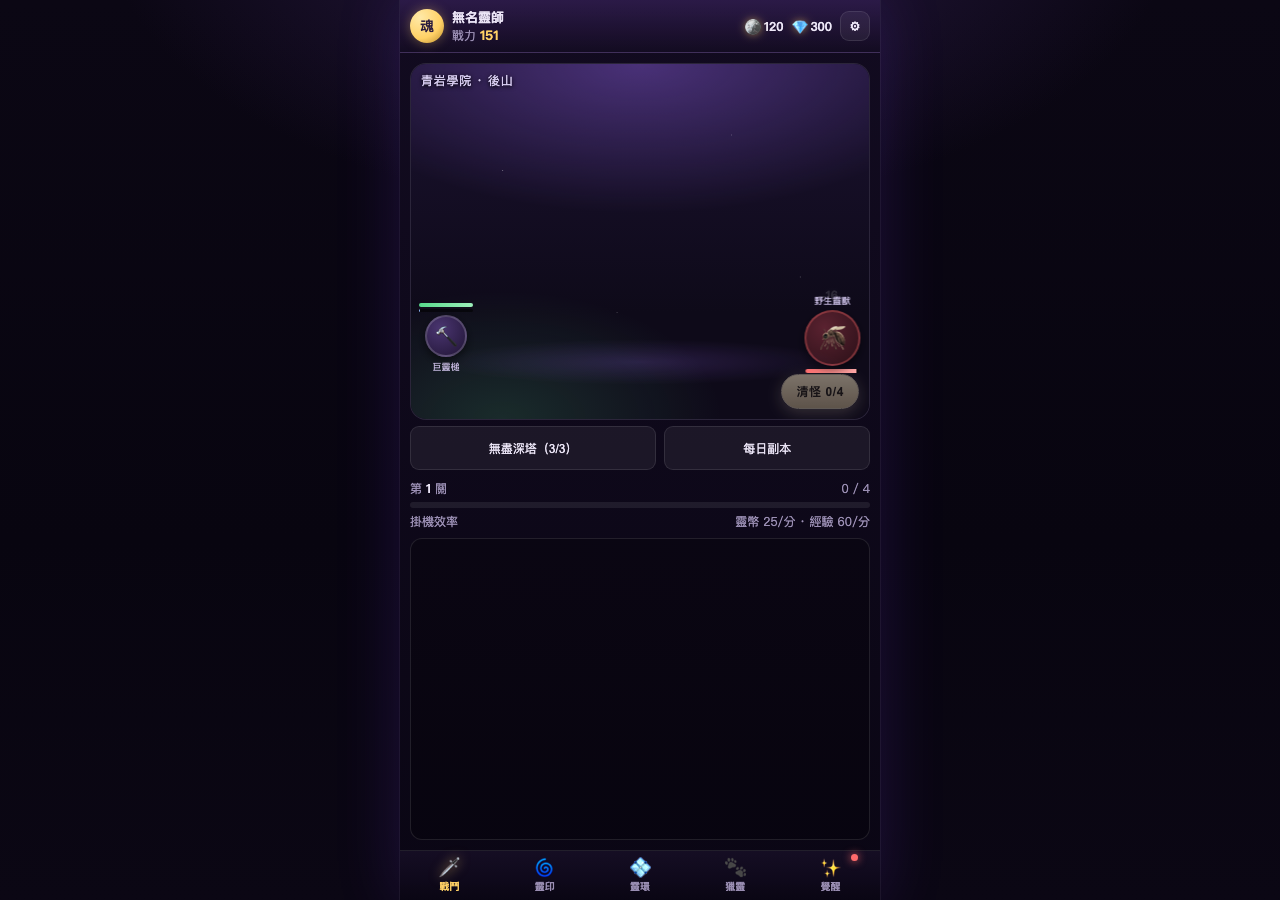 魂
無名靈師
戰力 151
120
300
青岩學院 · 後山
野生靈獸
巨靈槌
清怪 0/4
無盡深塔（3/3）
每日副本
第 1 關
0 / 4
掛機效率
靈幣 25/分 · 經驗 60/分
戰鬥
靈印
靈環
獵靈
覺醒